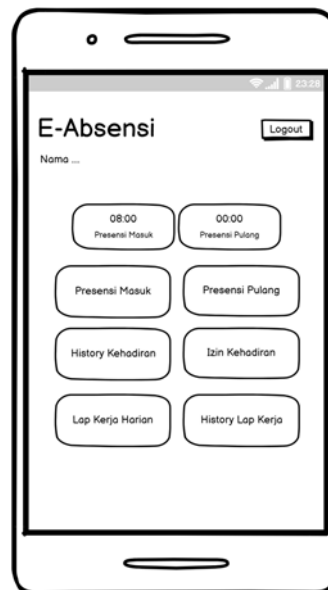 23:28
E-Absensi
Logout
Nama ...
08:00
Presensi Masuk
00:00
Presensi Pulang
Presensi Masuk
Presensi Pulang
History Kehadiran
Izin Kehadiran
Lap Kerja Harian
History Lap Kerja